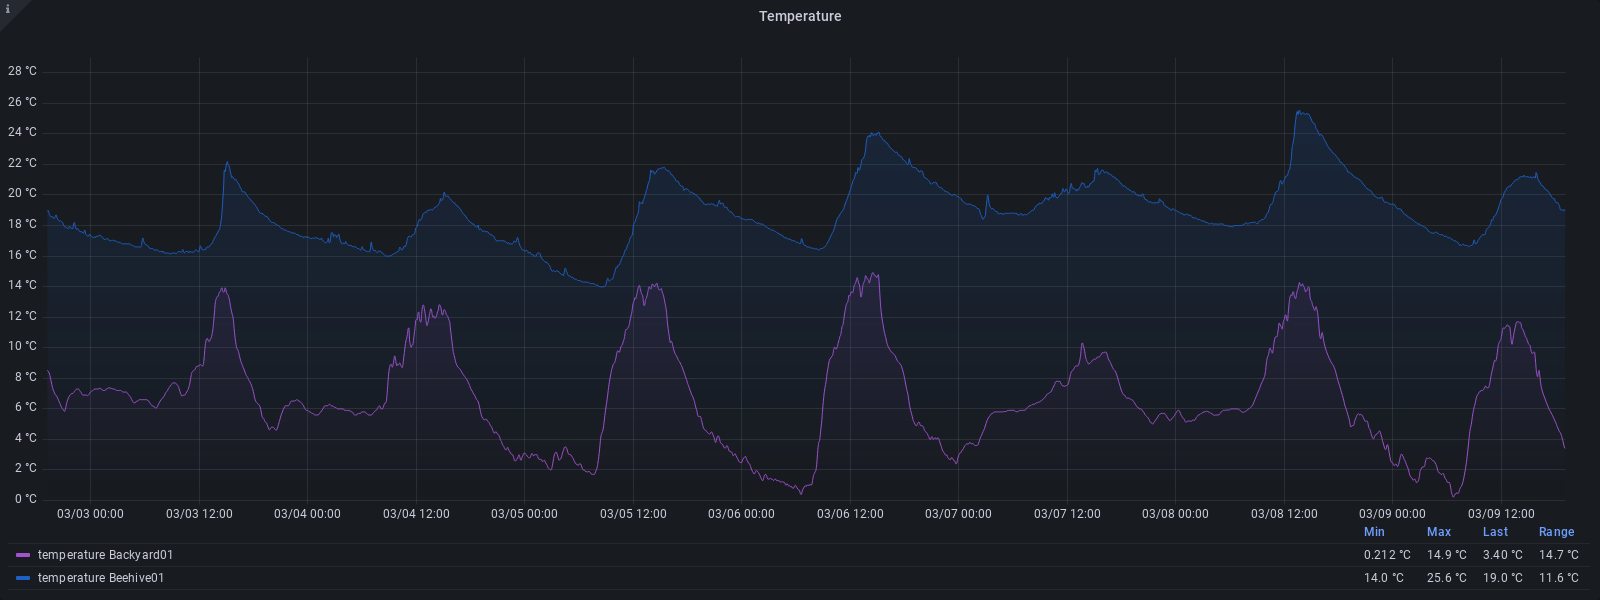 i
Temperature
28 °C
26 °C
24 °C
22 °C
20 °C
18 °C
16 °C
14 °C
12 °C
10 °C
8 °C
6 °C
4 °C
2 °C
0 °C
03/03 00:00 03/03 12:00 03/04 00:00 03/04 12:00 03/05 00:00 03/05 12:00 03/06 00:00 03/06 12:00 03/07 00:00 03/07 12:00 03/08 00:00 03/08 12:00 03/09 00:00 03/09 12:00
Min Max Last Range
temperature Backyard01 0.212 °C 14.9 °C 3.40 °C 14.7 °C
temperature Beehive01 14.0 °C 25.6 °C 19.0 °C 11.6 °C